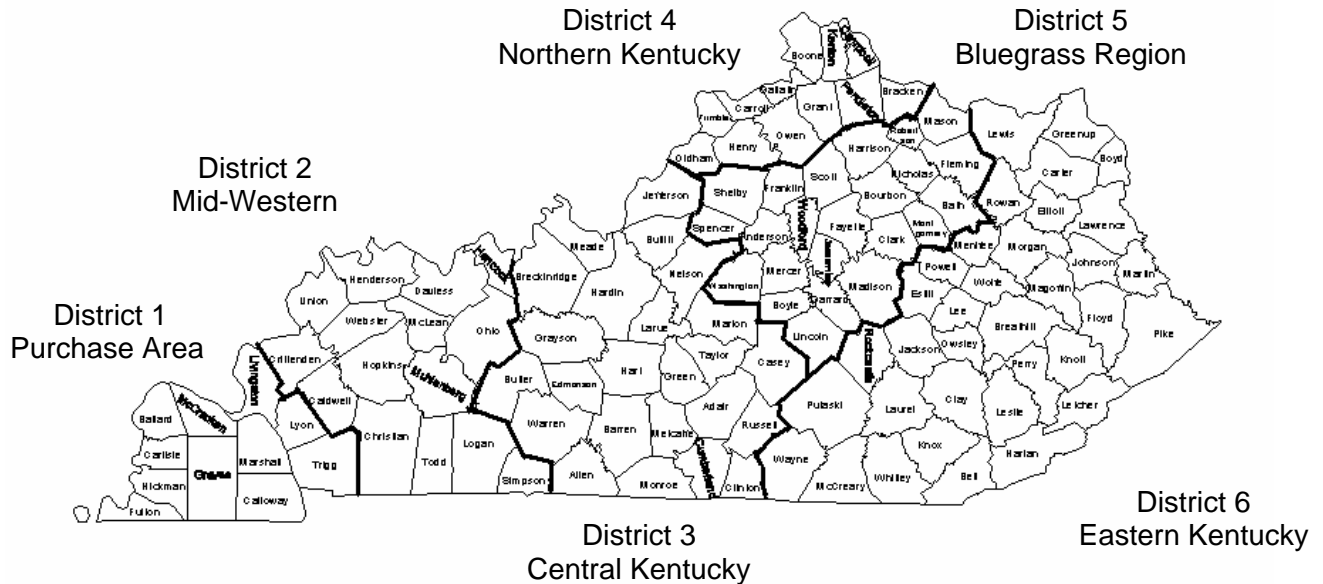 District 4
Northern Kentucky
District 5
Bluegrass Region
District 2
Mid-Western
District 1
Purchase Area
District 3
Central Kentucky
District 6
Eastern Kentucky
Boone
Kenton
Campbell
Gallatin
Carroll
Trimble
Grant
Pendleton
Bracken
Owen
Henry
Oldham
Mason
Robert
son
Harrison
Fleming
Nicholas
Scott
Bourbon
Bath
Shelby
Franklin
Woodford
Fayette
Clark
Mont
gomery
Spencer
Anderson
Jessamine
Mercer
Washington
Boyle
Garrard
Madison
Lincoln
Lewis
Greenup
Boyd
Carter
Rowan
Elliott
Lawrence
Menifee
Morgan
Johnson
Martin
Powell
Wolfe
Magoffin
Estill
Lee
Breathitt
Floyd
Pike
Jackson
Owsley
Perry
Knott
Rockcastle
Letcher
Leslie
Clay
Laurel
Pulaski
Harlan
Knox
Bell
Whitley
McCreary
Wayne
Jefferson
Bullitt
Meade
Breckinridge
Hardin
Nelson
Larue
Marion
Grayson
Taylor
Casey
Hart
Green
Butler
Edmonson
Adair
Warren
Barren
Metcalfe
Russell
Allen
Monroe
Cumberland
Clinton
Hancock
Henderson
Daviess
Union
Webster
McLean
Ohio
Crittenden
Hopkins
Muhlenberg
Caldwell
Christian
Todd
Logan
Simpson
Livingston
Lyon
Trigg
McCracken
Ballard
Carlisle
Graves
Marshall
Hickman
Calloway
Fulton